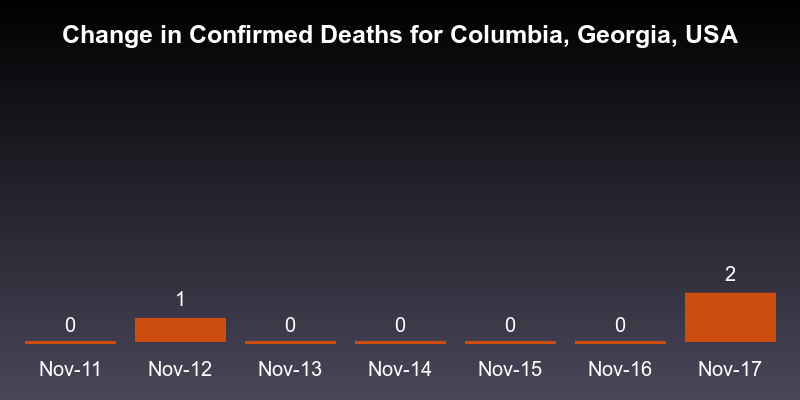 Change in Confirmed Deaths for Columbia, Georgia, USA
2
1
0 0 0 0 0
Nov-11 Nov-12 Nov-13 Nov-14 Nov-15 Nov-16 Nov-17